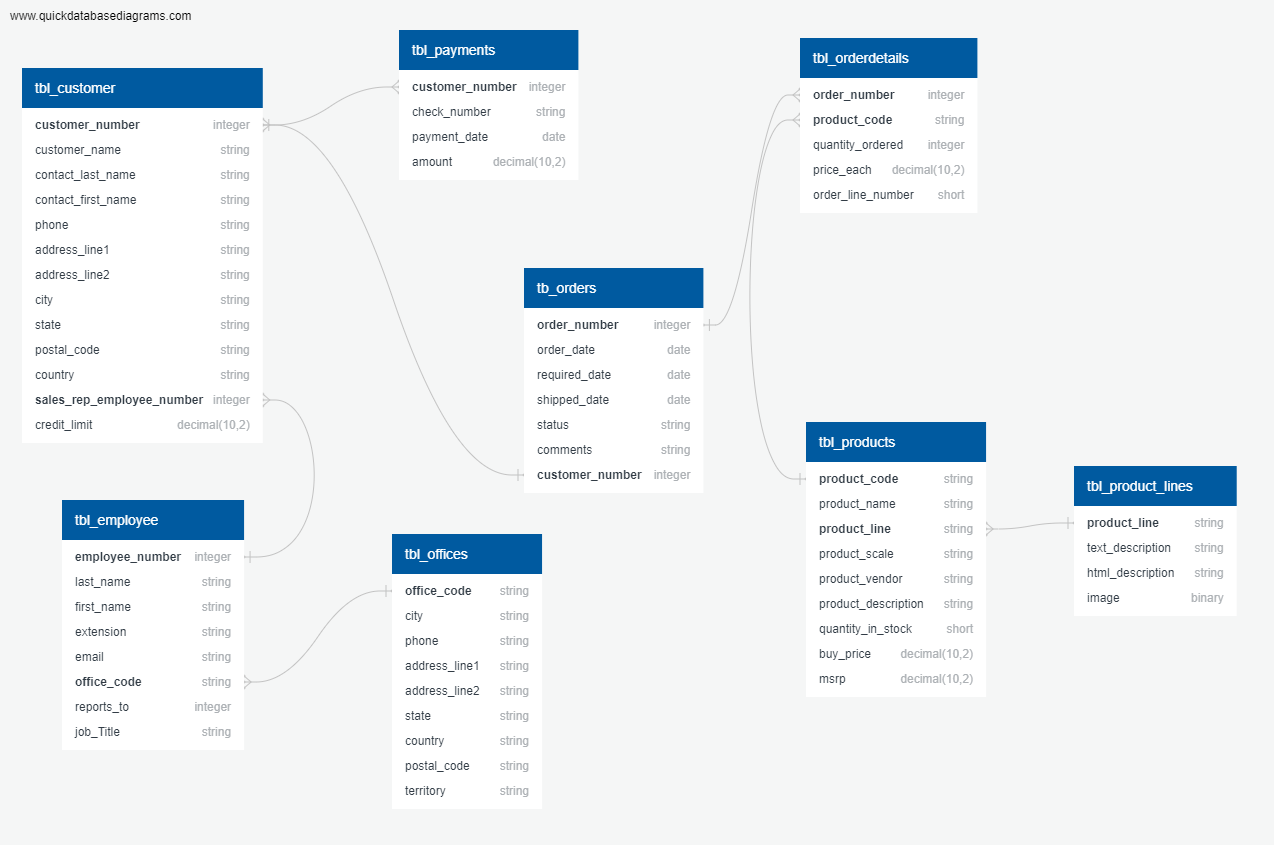 www.quickdatabasediagrams.com
tbl_customer
customer_number integer
customer_name string
contact_last_name string
contact_first_name string
phone string
address_line1 string
address_line2 string
city string
state string
postal_code string
country string
sales_rep_employee_number integer
credit_limit decimal(10,2)
tbl_payments
customer_number integer
check_number string
payment_date date
amount decimal(10,2)
tbl_orderdetails
order_number integer
product_code string
quantity_ordered integer
price_each decimal(10,2)
order_line_number short
tb_orders
order_number integer
order_date date
required_date date
shipped_date date
status string
comments string
customer_number integer
tbl_products
product_code string
product_name string
product_line string
product_scale string
product_vendor string
product_description string
quantity_in_stock short
buy_price decimal(10,2)
msrp decimal(10,2)
tbl_product_lines
product_line string
text_description string
html_description string
image binary
tbl_employee
employee_number integer
last_name string
first_name string
extension string
email string
office_code string
reports_to integer
job_Title string
tbl_offices
office_code string
city string
phone string
address_line1 string
address_line2 string
state string
country string
postal_code string
territory string